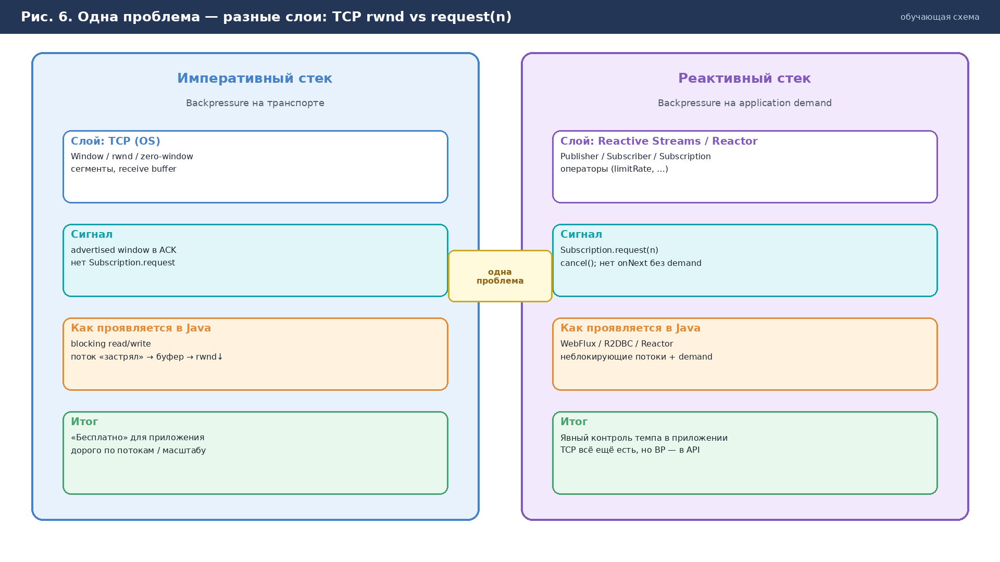 Рис. 6. Одна проблема — разные слои: TCP rwnd vs request(n)
обучающая схема
Императивный стек
Backpressure на транспорте
Слой: TCP (OS)
Window / rwnd / zero-window
сегменты, receive buffer
Сигнал
advertised window в ACK
нет Subscription.request
Как проявляется в Java
blocking read/write
поток «застрял» → буфер → rwnd↓
Итог
«Бесплатно» для приложения
дорого по потокам / масштабу
одна
проблема
Реактивный стек
Backpressure на application demand
Слой: Reactive Streams / Reactor
Publisher / Subscriber / Subscription
операторы (limitRate, …)
Сигнал
Subscription.request(n)
cancel(); нет onNext без demand
Как проявляется в Java
WebFlux / R2DBC / Reactor
неблокирующие потоки + demand
Итог
Явный контроль темпа в приложении
TCP всё ещё есть, но BP — в API